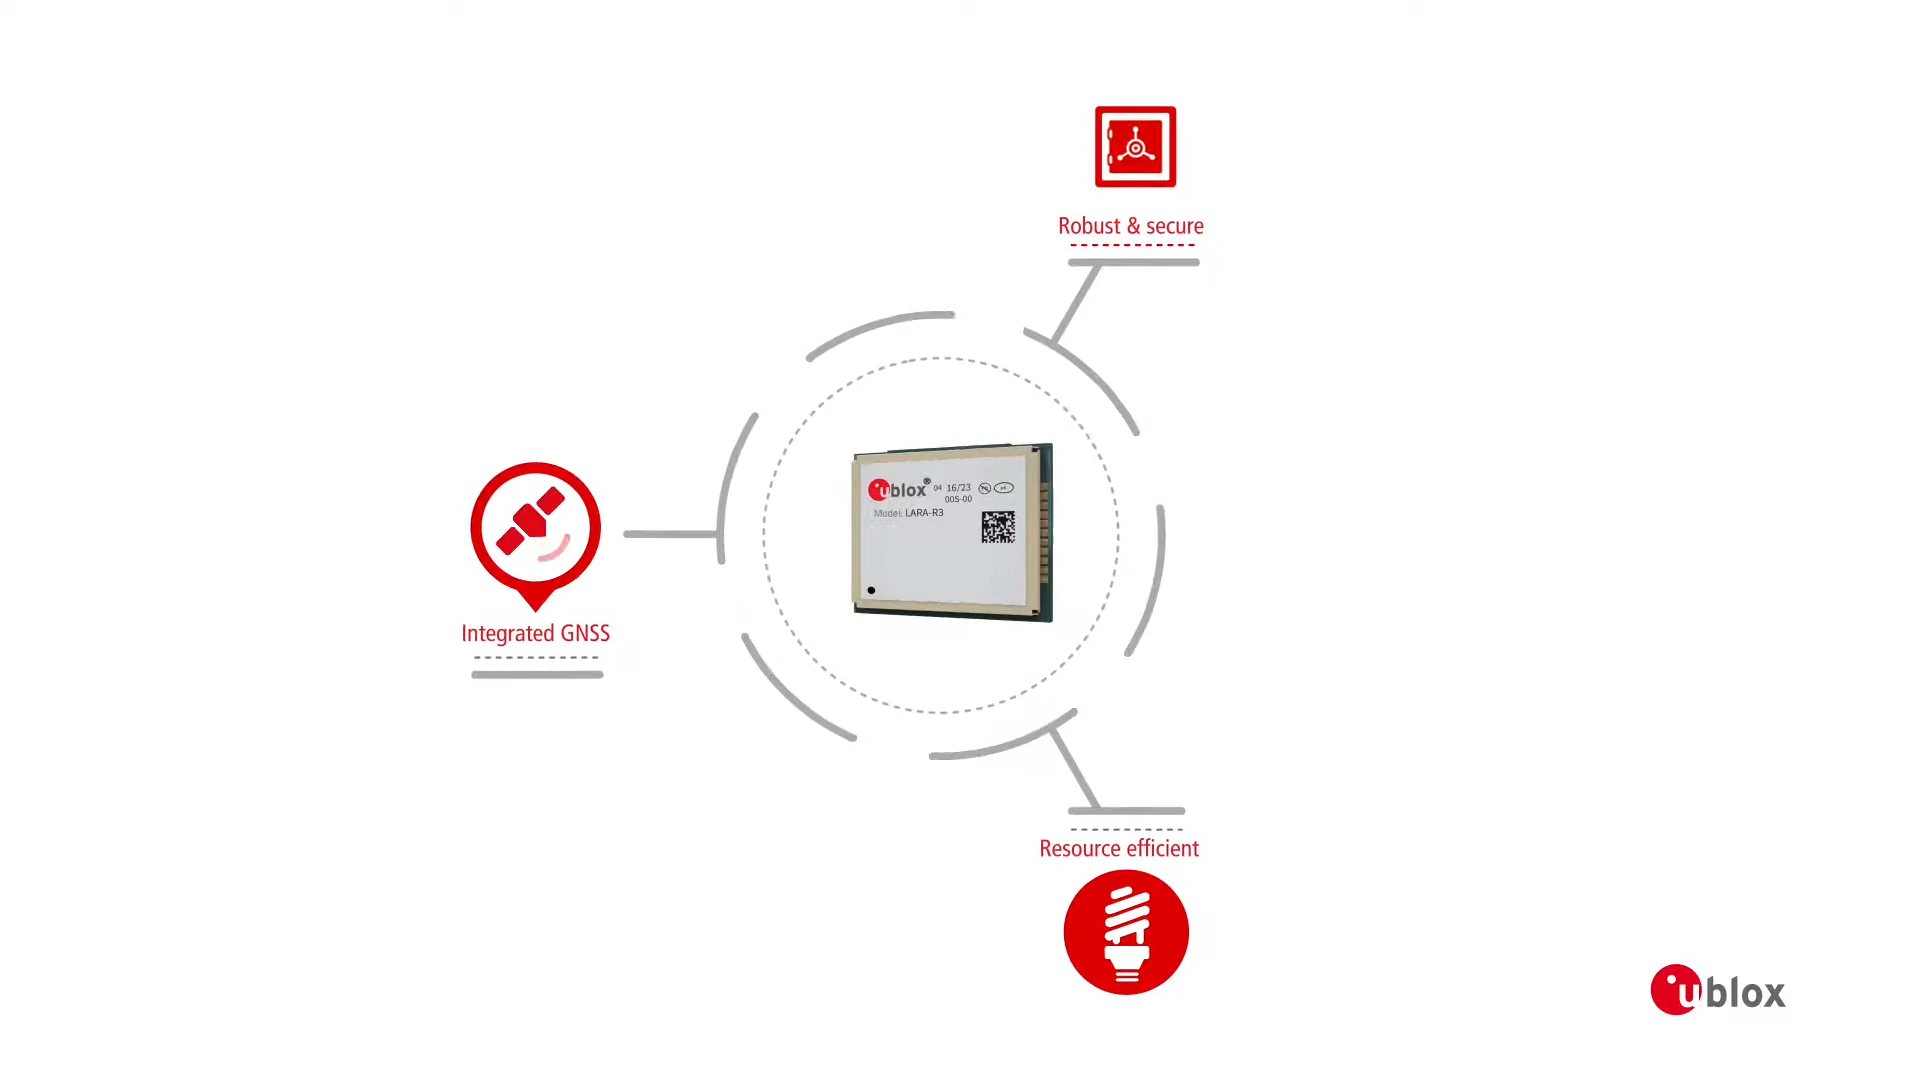 Robust & secure
ublox® 04 16/23
00S-00
Model: LARA-R3
Integrated GNSS
Resource efficient
ublox